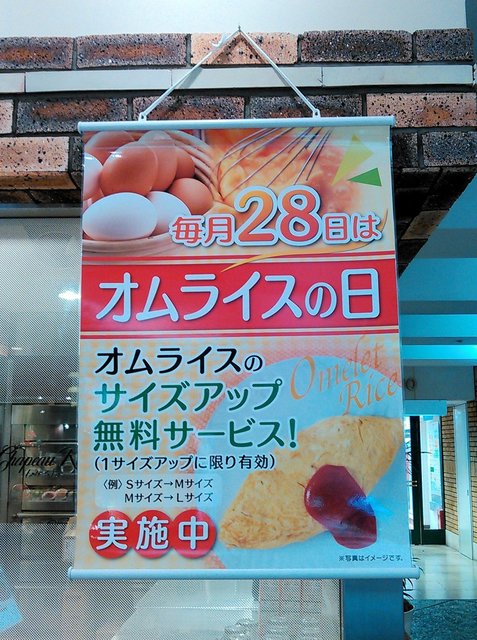 毎月28日は
オムライスの日
オムライスの
サイズアップ
無料サービス!
(1サイズアップに限り有効)
〈例〉Sサイズ→Mサイズ
Mサイズ→Lサイズ
Omelet
Rice
実施中
※写真はイメージです。
Chapeau